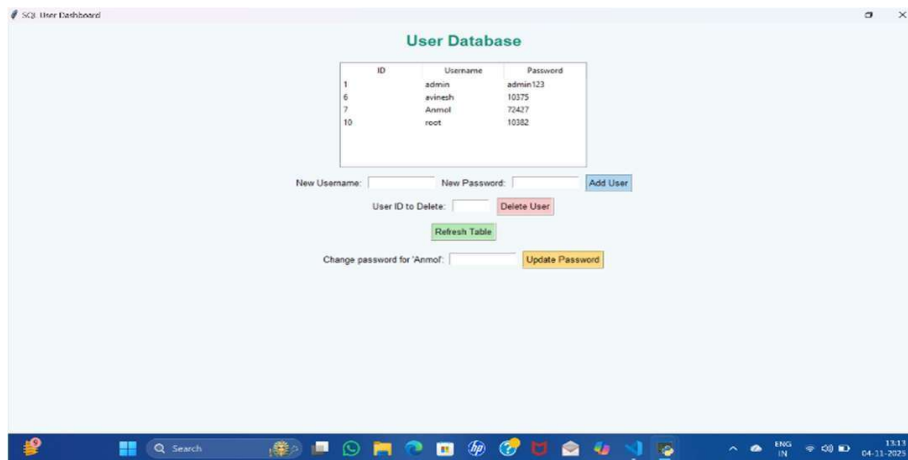 SQL User Dashboard
User Database
ID Username Password
1 admin admin123
6 avinesh 10375
7 Anmol 72427
10 root 10382
New Username: New Password: Add User
User ID to Delete: Delete User
Refresh Table
Change password for 'Anmol': Update Password
9
Search
hp
ENG
IN
13:13
04-11-2025